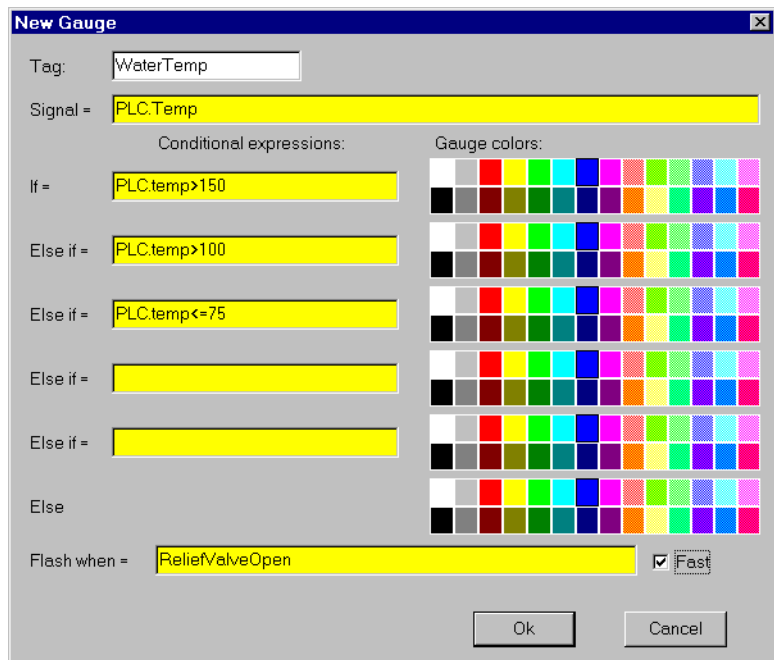 New Gauge
Tag: WaterTemp
Signal = PLC.Temp
Conditional expressions: Gauge colors:
If = PLC.temp>150
Else if = PLC.temp>100
Else if = PLC.temp<=75
Else if =
Else if =
Else
Flash when = ReliefValveOpen Fast
Ok Cancel